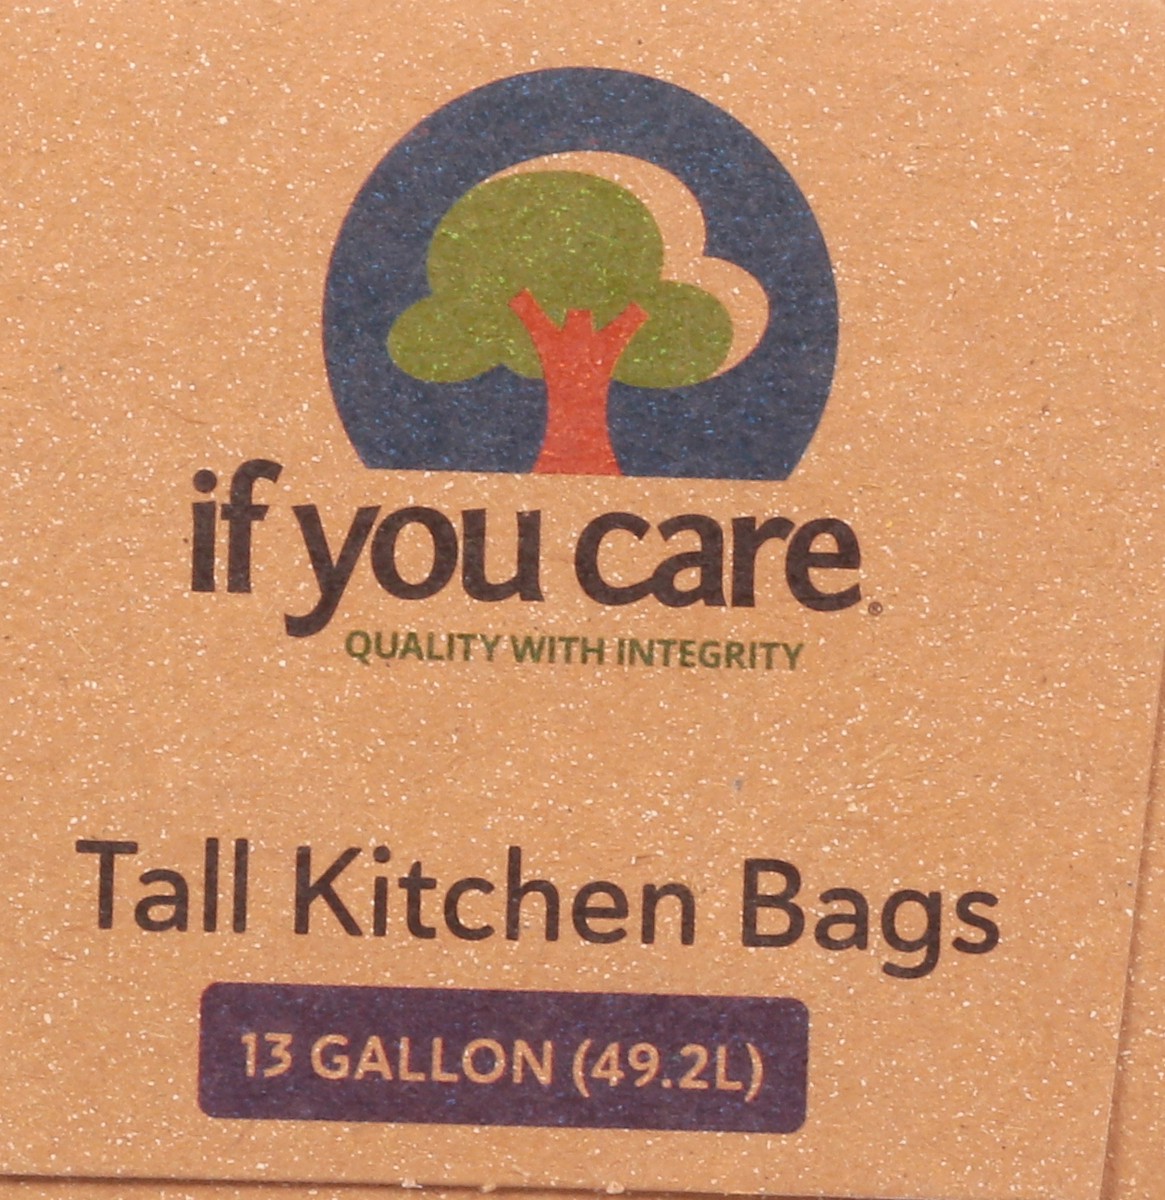 if you care®
QUALITY WITH INTEGRITY
Tall Kitchen Bags
13 GALLON (49.2L)